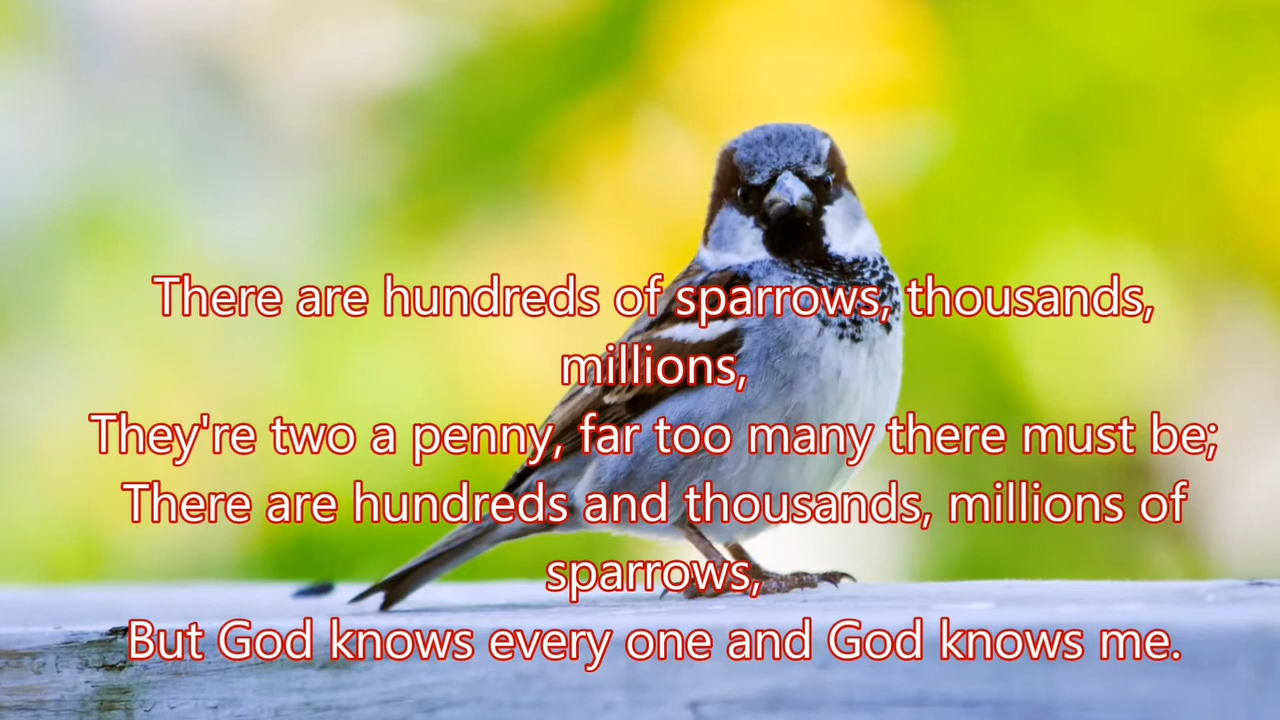 There are hundreds of sparrows, thousands,
millions,
They're two a penny, far too many there must be;
There are hundreds and thousands, millions of
sparrows,
But God knows every one and God knows me.